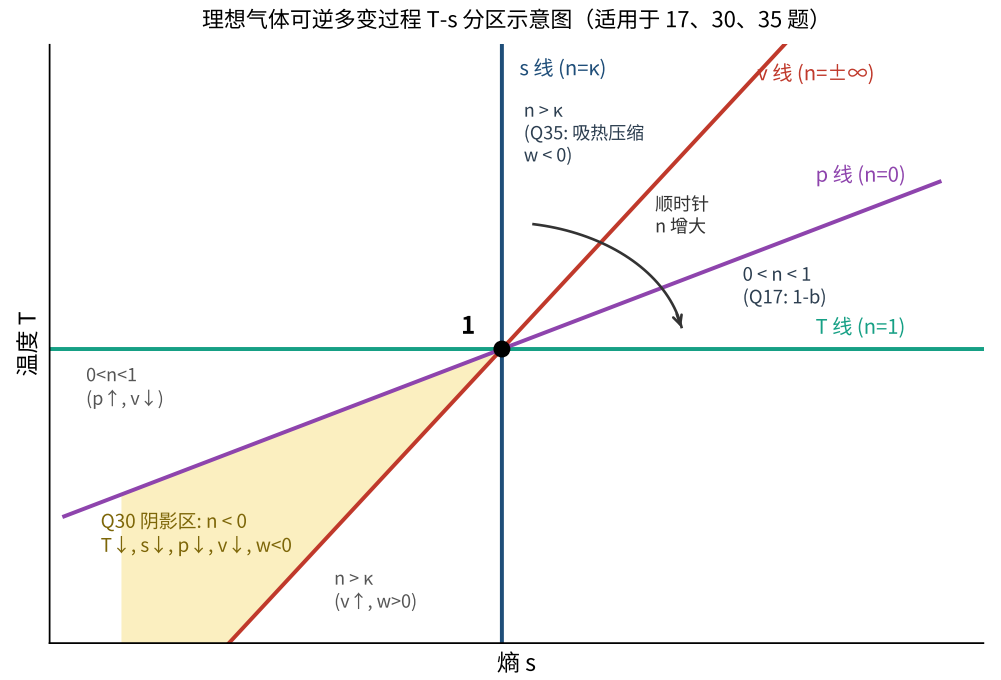 理想气体可逆多变过程 T-s 分区示意图（适用于 17、30、35 题）
s 线 (n=κ)
v 线 (n=±∞)
n > κ
(Q35: 吸热压缩
w < 0)
p 线 (n=0)
顺时针
n 增大
0 < n < 1
(Q17: 1-b)
T 线 (n=1)
1
温度 T
0<n<1
(p↑, v↓)
Q30 阴影区: n < 0
T↓, s↓, p↓, v↓, w<0
n > κ
(v↑, w>0)
熵 s